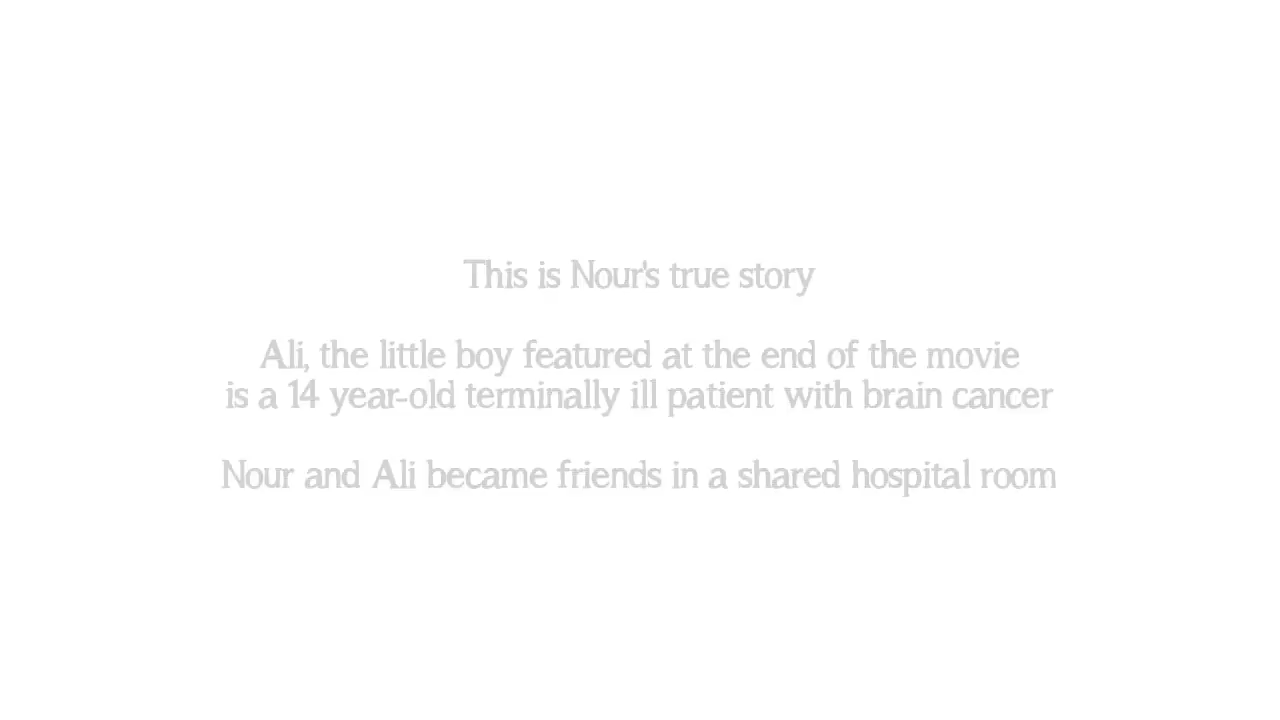 This is Nour's true story
Ali, the little boy featured at the end of the movie
is a 14 year-old terminally ill patient with brain cancer
Nour and Ali became friends in a shared hospital room